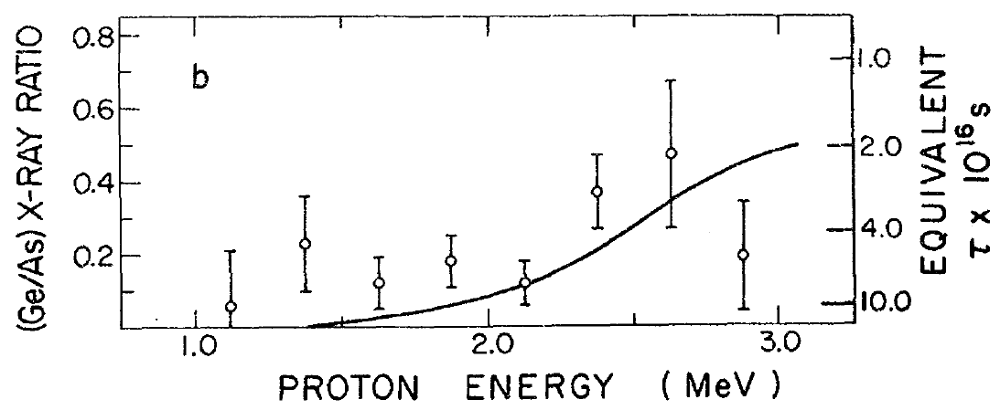 (Ge/As) X-RAY RATIO
0.8
0.6
0.4
0.2
b
1.0
2.0
4.0
10.0
EQUIVALENT
τ x 10¹⁶s
1.0 2.0 3.0
PROTON ENERGY (MeV)